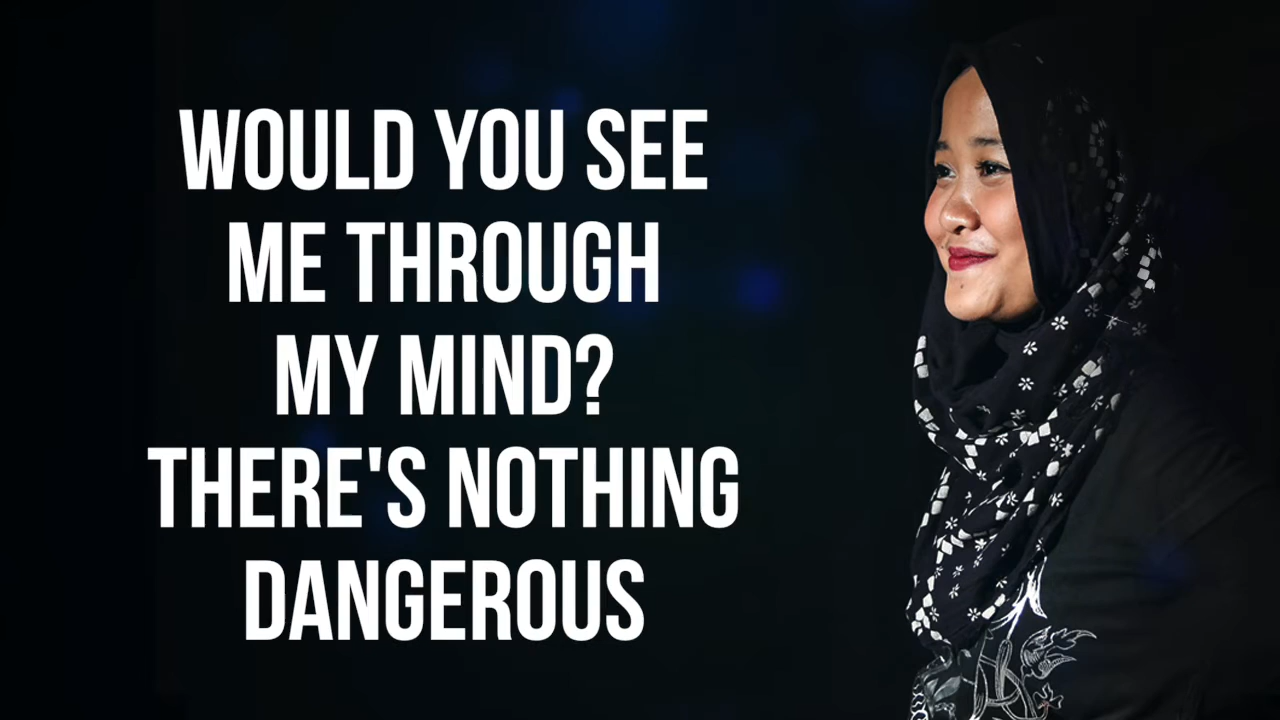 WOULD YOU SEE
ME THROUGH
MY MIND?
THERE'S NOTHING
DANGEROUS